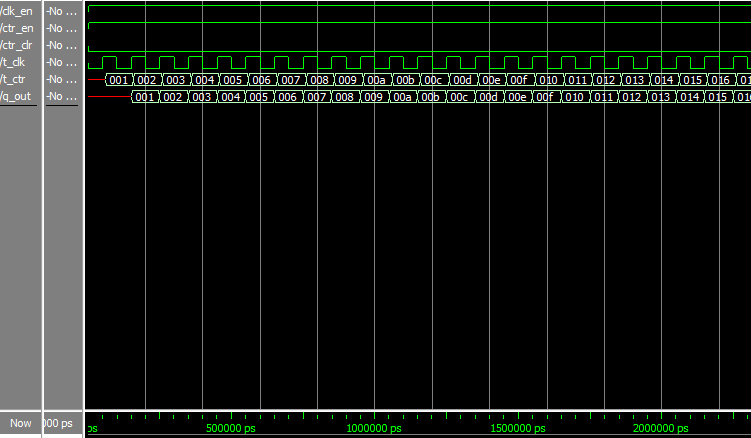 /clk_en -No ...
/ctr_en -No ...
/ctr_clr -No ...
/t_clk -No ...
/t_ctr -No ... 001 002 003 004 005 006 007 008 009 00a 00b 00c 00d 00e 00f 010 011 012 013 014 015 016 01
/q_out -No ... 001 002 003 004 005 006 007 008 009 00a 00b 00c 00d 00e 00f 010 011 012 013 014 015 016
Now 000 ps ps 500000 ps 1000000 ps 1500000 ps 2000000 ps